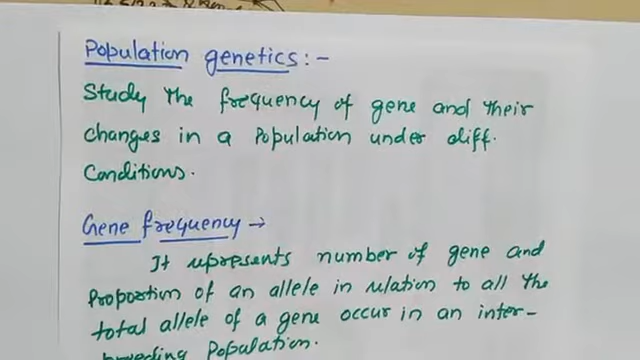 Population genetics:-
Study the frequency of gene and their
changes in a population under diff.
Conditions.
Gene frequency →
It represents number of gene and
proportion of an allele in relation to all the
total allele of a gene occur in an inter-
breeding Population.